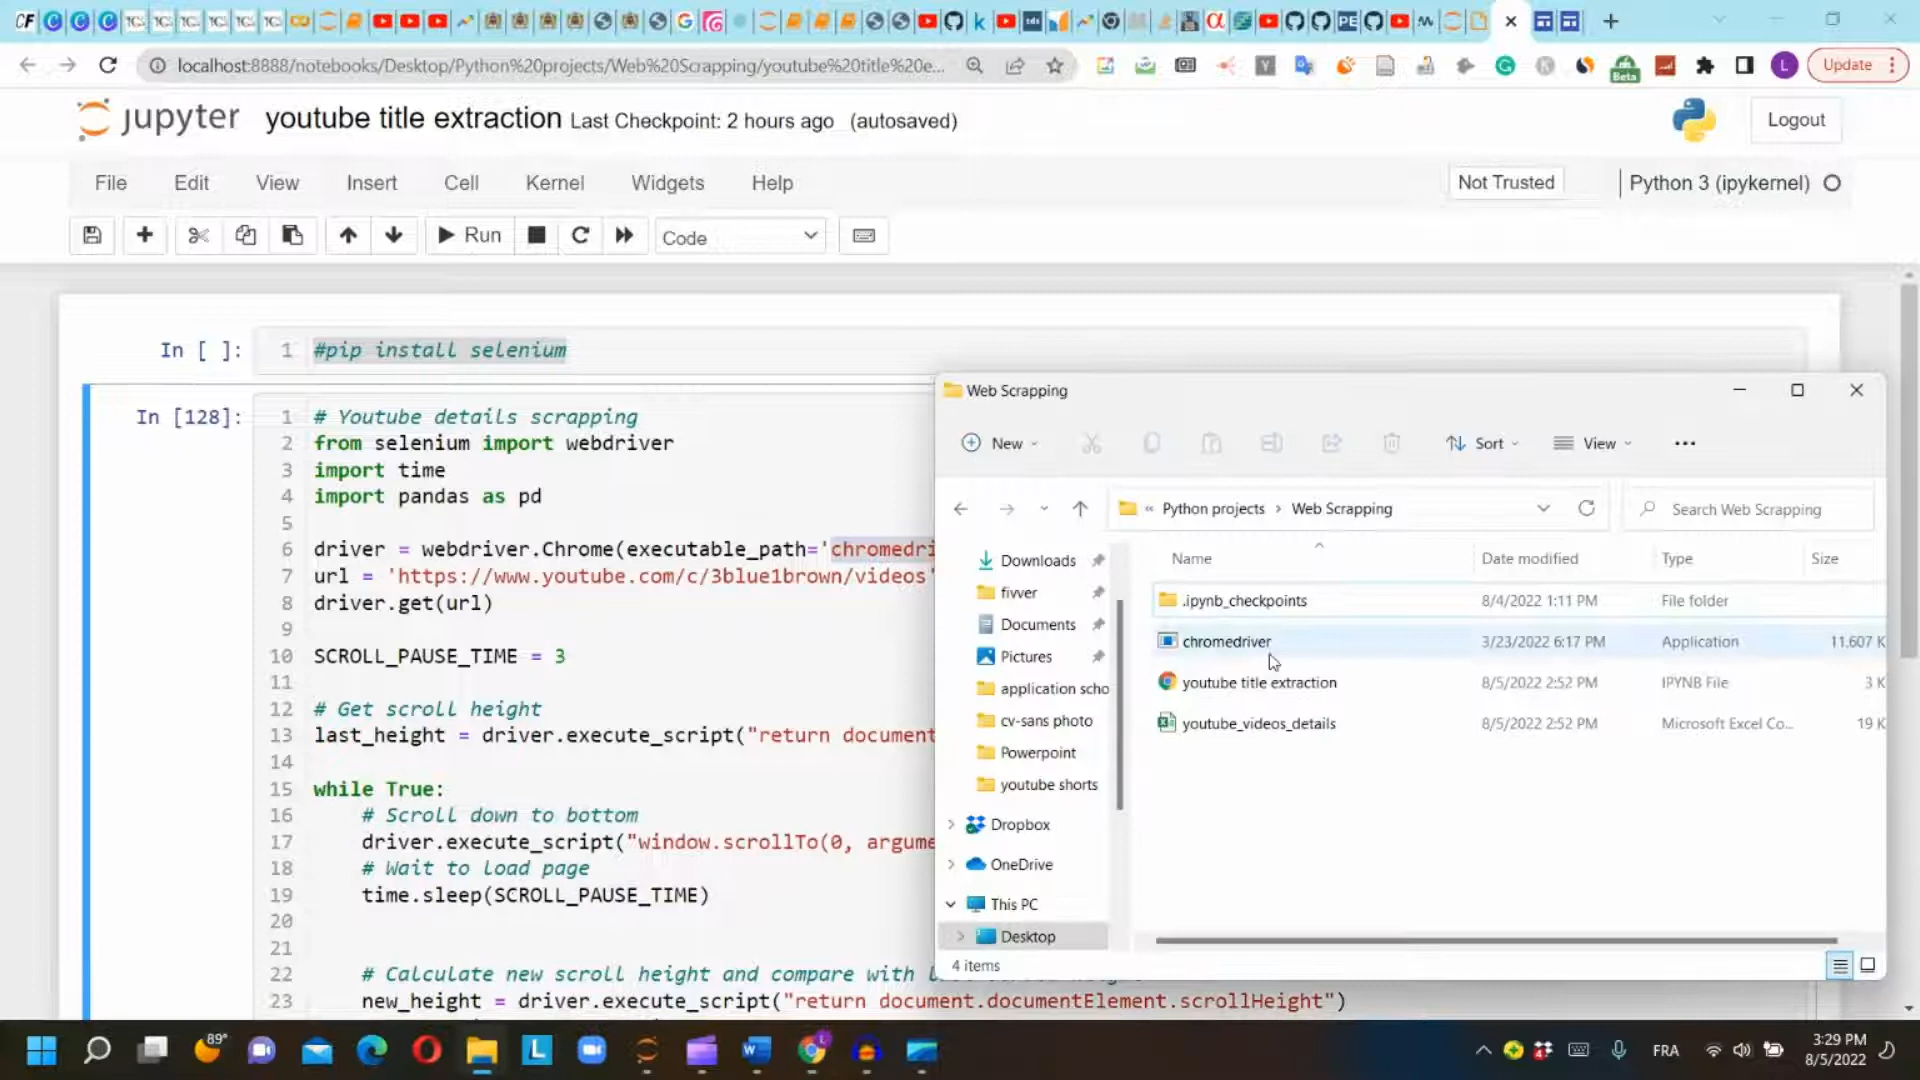 localhost:8888/notebooks/Desktop/Python%20projects/Web%20Scrapping/youtube%20title%20e...
Beta
L
Update
jupyter youtube title extraction Last Checkpoint: 2 hours ago (autosaved)
Logout
File Edit View Insert Cell Kernel Widgets Help
Not Trusted
Python 3 (ipykernel)
Run
Code
In [ ]: 1 #pip install selenium
In [128]: 1 # Youtube details scrapping
2 from selenium import webdriver
3 import time
4 import pandas as pd
5
6 driver = webdriver.Chrome(executable_path='chromedri
7 url = 'https://www.youtube.com/c/3blue1brown/videos'
8 driver.get(url)
9
10 SCROLL_PAUSE_TIME = 3
11
12 # Get scroll height
13 last_height = driver.execute_script("return document
14
15 while True:
16 # Scroll down to bottom
17 driver.execute_script("window.scrollTo(0, argume
18 # Wait to load page
19 time.sleep(SCROLL_PAUSE_TIME)
20
21
22 # Calculate new scroll height and compare with
23 new_height = driver.execute_script("return document.documentElement.scrollHeight")
Web Scrapping
New
Sort
View
« Python projects > Web Scrapping
Search Web Scrapping
Downloads
fivver
Documents
Pictures
application scho
cv-sans photo
Powerpoint
youtube shorts
Dropbox
OneDrive
This PC
Desktop
Name Date modified Type Size
.ipynb_checkpoints 8/4/2022 1:11 PM File folder
chromedriver 3/23/2022 6:17 PM Application 11.607 K
youtube title extraction 8/5/2022 2:52 PM IPYNB File 3 K
youtube_videos_details 8/5/2022 2:52 PM Microsoft Excel Co... 19 K
4 items
89°
FRA
3:29 PM
8/5/2022